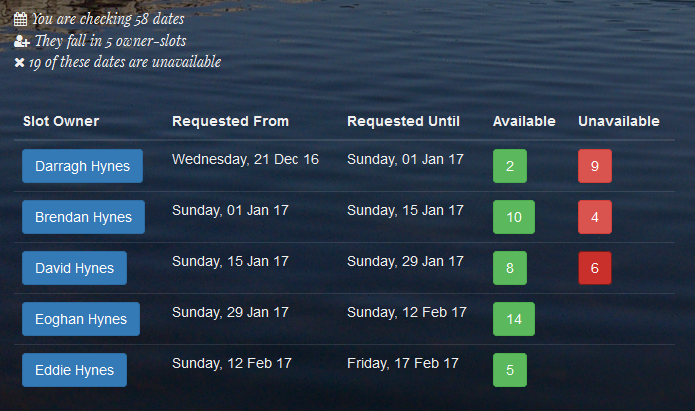 You are checking 58 dates
They fall in 5 owner-slots
19 of these dates are unavailable
Slot Owner Requested From Requested Until Available Unavailable
Darragh Hynes Wednesday, 21 Dec 16 Sunday, 01 Jan 17 2 9
Brendan Hynes Sunday, 01 Jan 17 Sunday, 15 Jan 17 10 4
David Hynes Sunday, 15 Jan 17 Sunday, 29 Jan 17 8 6
Eoghan Hynes Sunday, 29 Jan 17 Sunday, 12 Feb 17 14
Eddie Hynes Sunday, 12 Feb 17 Friday, 17 Feb 17 5